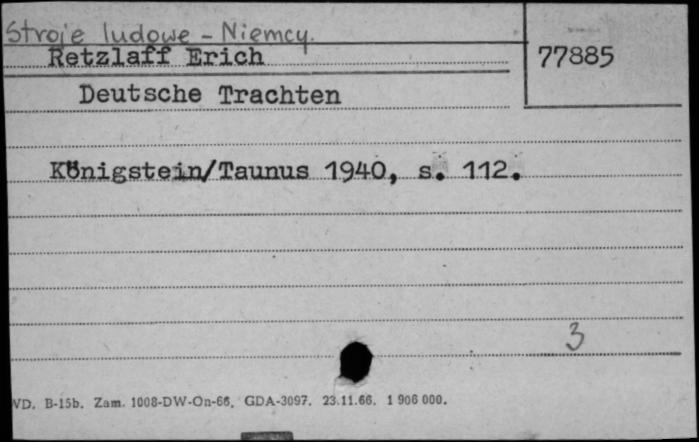 Stroje ludowe - Niemcy.
Retzlaff Erich
77885
Deutsche Trachten
Königstein/Taunus 1940, s. 112.
3
WD. B-15b. Zam. 1008-DW-On-66. GDA-3097. 23.11.66. 1 906 000.